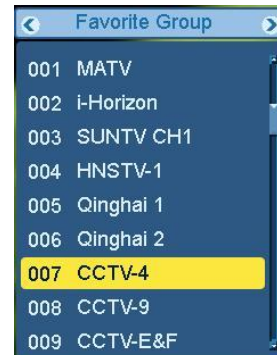 Favorite Group
001 MATV
002 i-Horizon
003 SUNTV CH1
004 HNSTV-1
005 Qinghai 1
006 Qinghai 2
007 CCTV-4
008 CCTV-9
009 CCTV-E&F